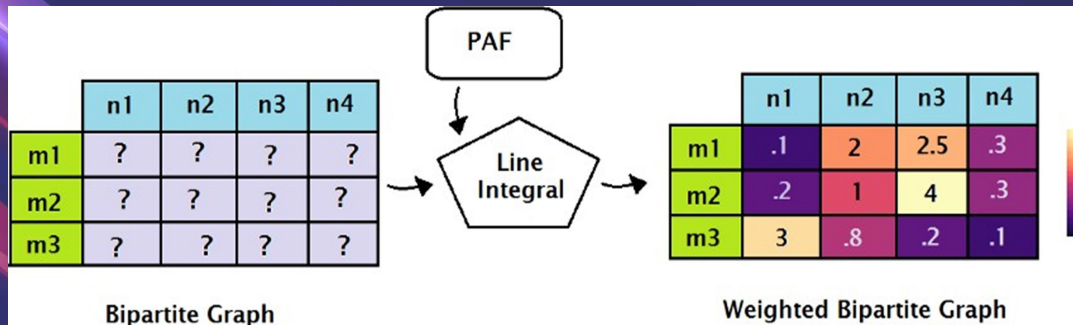 PAF
n1 n2 n3 n4
m1 ? ? ? ?
m2 ? ? ? ?
m3 ? ? ? ?
Bipartite Graph
Line
Integral
n1 n2 n3 n4
m1 .1 2 2.5 .3
m2 .2 1 4 .3
m3 3 .8 .2 .1
Weighted Bipartite Graph